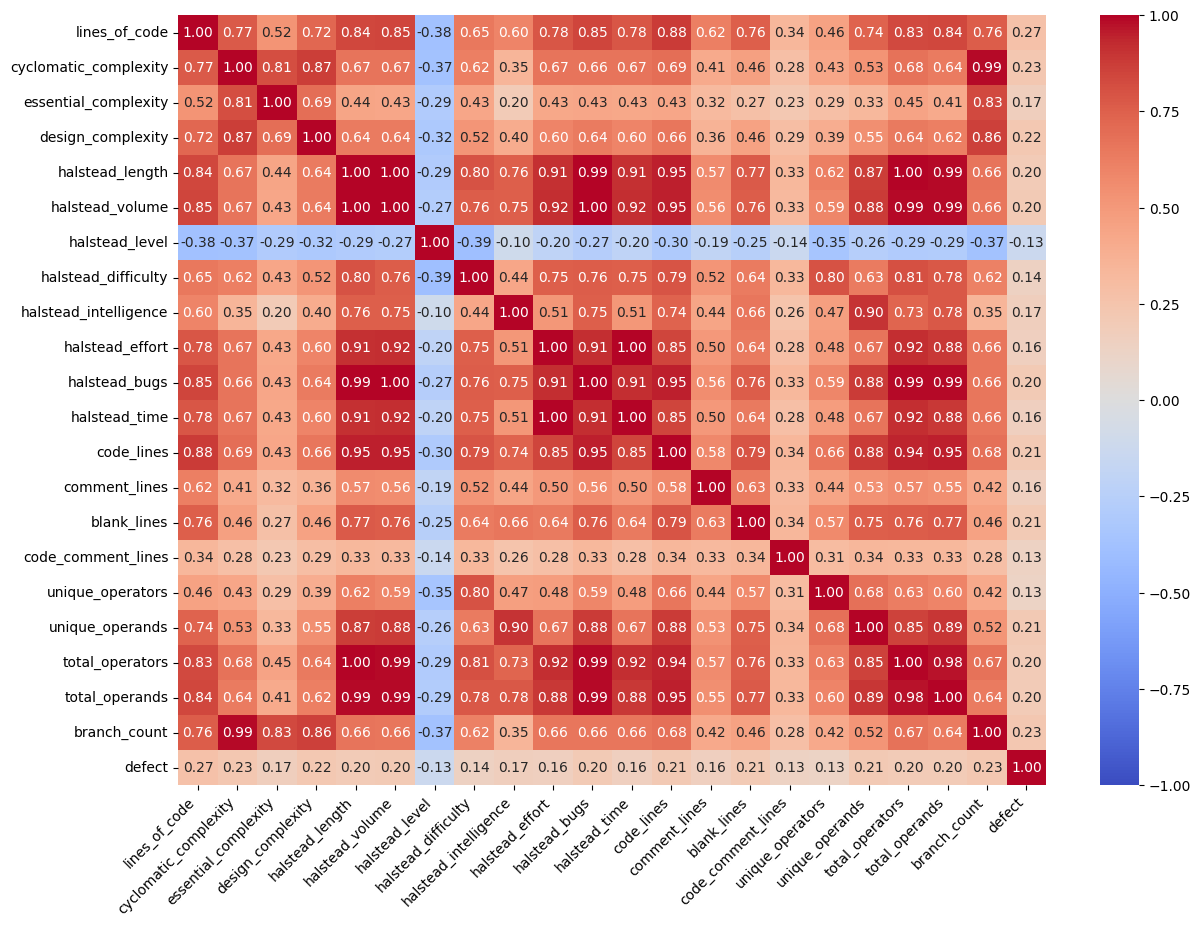 lines_of_code 1.00 0.77 0.52 0.72 0.84 0.85 -0.38 0.65 0.60 0.78 0.85 0.78 0.88 0.62 0.76 0.34 0.46 0.74 0.83 0.84 0.76 0.27
cyclomatic_complexity 0.77 1.00 0.81 0.87 0.67 0.67 -0.37 0.62 0.35 0.67 0.66 0.67 0.69 0.41 0.46 0.28 0.43 0.53 0.68 0.64 0.99 0.23
essential_complexity 0.52 0.81 1.00 0.69 0.44 0.43 -0.29 0.43 0.20 0.43 0.43 0.43 0.43 0.32 0.27 0.23 0.29 0.33 0.45 0.41 0.83 0.17
design_complexity 0.72 0.87 0.69 1.00 0.64 0.64 -0.32 0.52 0.40 0.60 0.64 0.60 0.66 0.36 0.46 0.29 0.39 0.55 0.64 0.62 0.86 0.22
halstead_length 0.84 0.67 0.44 0.64 1.00 1.00 -0.29 0.80 0.76 0.91 0.99 0.91 0.95 0.57 0.77 0.33 0.62 0.87 1.00 0.99 0.66 0.20
halstead_volume 0.85 0.67 0.43 0.64 1.00 1.00 -0.27 0.76 0.75 0.92 1.00 0.92 0.95 0.56 0.76 0.33 0.59 0.88 0.99 0.99 0.66 0.20
halstead_level -0.38 -0.37 -0.29 -0.32 -0.29 -0.27 1.00 -0.39 -0.10 -0.20 -0.27 -0.20 -0.30 -0.19 -0.25 -0.14 -0.35 -0.26 -0.29 -0.29 -0.37 -0.13
halstead_difficulty 0.65 0.62 0.43 0.52 0.80 0.76 -0.39 1.00 0.44 0.75 0.76 0.75 0.79 0.52 0.64 0.33 0.80 0.63 0.81 0.78 0.62 0.14
halstead_intelligence 0.60 0.35 0.20 0.40 0.76 0.75 -0.10 0.44 1.00 0.51 0.75 0.51 0.74 0.44 0.66 0.26 0.47 0.90 0.73 0.78 0.35 0.17
halstead_effort 0.78 0.67 0.43 0.60 0.91 0.92 -0.20 0.75 0.51 1.00 0.91 1.00 0.85 0.50 0.64 0.28 0.48 0.67 0.92 0.88 0.66 0.16
halstead_bugs 0.85 0.66 0.43 0.64 0.99 1.00 -0.27 0.76 0.75 0.91 1.00 0.91 0.95 0.56 0.76 0.33 0.59 0.88 0.99 0.99 0.66 0.20
halstead_time 0.78 0.67 0.43 0.60 0.91 0.92 -0.20 0.75 0.51 1.00 0.91 1.00 0.85 0.50 0.64 0.28 0.48 0.67 0.92 0.88 0.66 0.16
code_lines 0.88 0.69 0.43 0.66 0.95 0.95 -0.30 0.79 0.74 0.85 0.95 0.85 1.00 0.58 0.79 0.34 0.66 0.88 0.94 0.95 0.68 0.21
comment_lines 0.62 0.41 0.32 0.36 0.57 0.56 -0.19 0.52 0.44 0.50 0.56 0.50 0.58 1.00 0.63 0.33 0.44 0.53 0.57 0.55 0.42 0.16
blank_lines 0.76 0.46 0.27 0.46 0.77 0.76 -0.25 0.64 0.66 0.64 0.76 0.64 0.79 0.63 1.00 0.34 0.57 0.75 0.76 0.77 0.46 0.21
code_comment_lines 0.34 0.28 0.23 0.29 0.33 0.33 -0.14 0.33 0.26 0.28 0.33 0.28 0.34 0.33 0.34 1.00 0.31 0.34 0.33 0.33 0.28 0.13
unique_operators 0.46 0.43 0.29 0.39 0.62 0.59 -0.35 0.80 0.47 0.48 0.59 0.48 0.66 0.44 0.57 0.31 1.00 0.68 0.63 0.60 0.42 0.13
unique_operands 0.74 0.53 0.33 0.55 0.87 0.88 -0.26 0.63 0.90 0.67 0.88 0.67 0.88 0.53 0.75 0.34 0.68 1.00 0.85 0.89 0.52 0.21
total_operators 0.83 0.68 0.45 0.64 1.00 0.99 -0.29 0.81 0.73 0.92 0.99 0.92 0.94 0.57 0.76 0.33 0.63 0.85 1.00 0.98 0.67 0.20
total_operands 0.84 0.64 0.41 0.62 0.99 0.99 -0.29 0.78 0.78 0.88 0.99 0.88 0.95 0.55 0.77 0.33 0.60 0.89 0.98 1.00 0.64 0.20
branch_count 0.76 0.99 0.83 0.86 0.66 0.66 -0.37 0.62 0.35 0.66 0.66 0.66 0.68 0.42 0.46 0.28 0.42 0.52 0.67 0.64 1.00 0.23
defect 0.27 0.23 0.17 0.22 0.20 0.20 -0.13 0.14 0.17 0.16 0.20 0.16 0.21 0.16 0.21 0.13 0.13 0.21 0.20 0.20 0.23 1.00
lines_of_code
cyclomatic_complexity
essential_complexity
design_complexity
halstead_length
halstead_volume
halstead_level
halstead_difficulty
halstead_intelligence
halstead_effort
halstead_bugs
halstead_time
code_lines
comment_lines
blank_lines
code_comment_lines
unique_operators
unique_operands
total_operators
total_operands
branch_count
defect
1.00
0.75
0.50
0.25
0.00
−0.25
−0.50
−0.75
−1.00